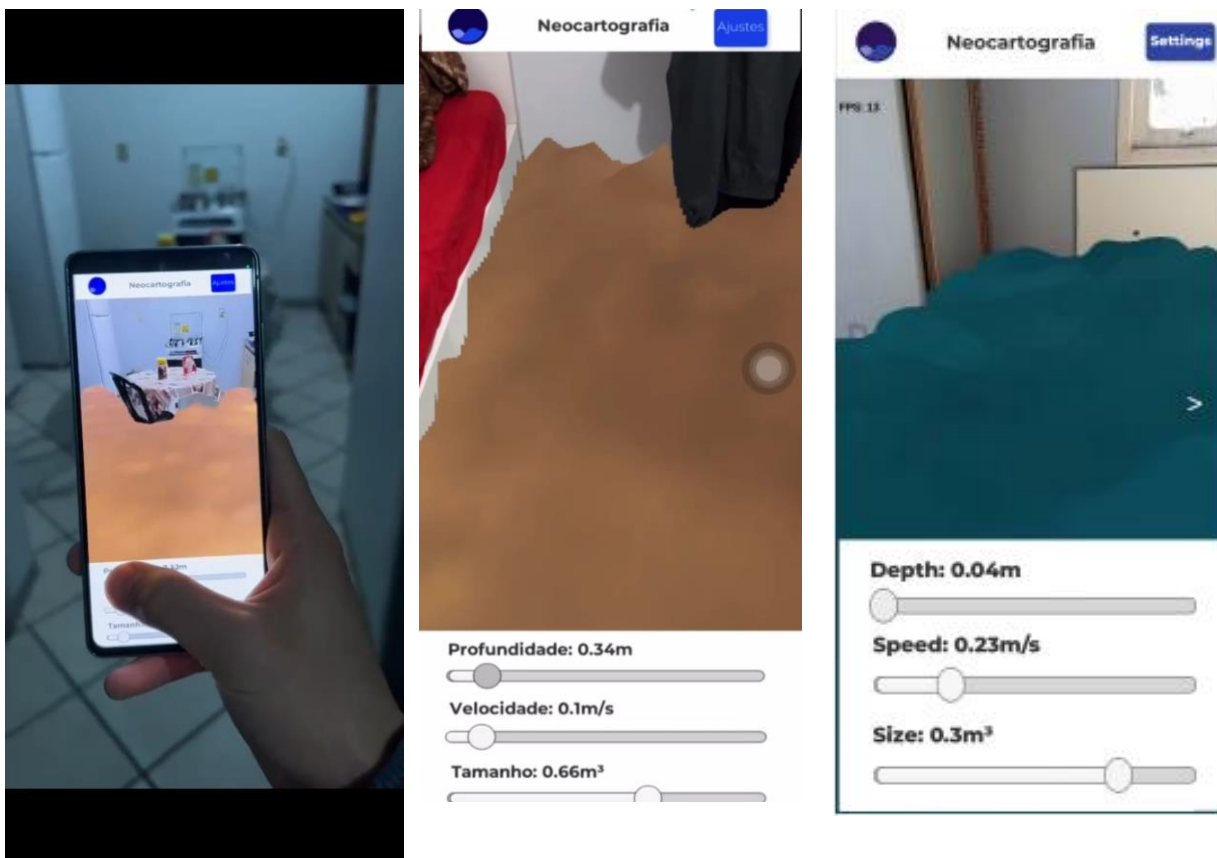 Neocartografia
Ajustes
Neocartografia
Ajustes
Profundidade: 0.34m
Velocidade: 0.1m/s
Tamanho: 0.66m³
Neocartografia
Settings
FPS: 13
>
Depth: 0.04m
Speed: 0.23m/s
Size: 0.3m³